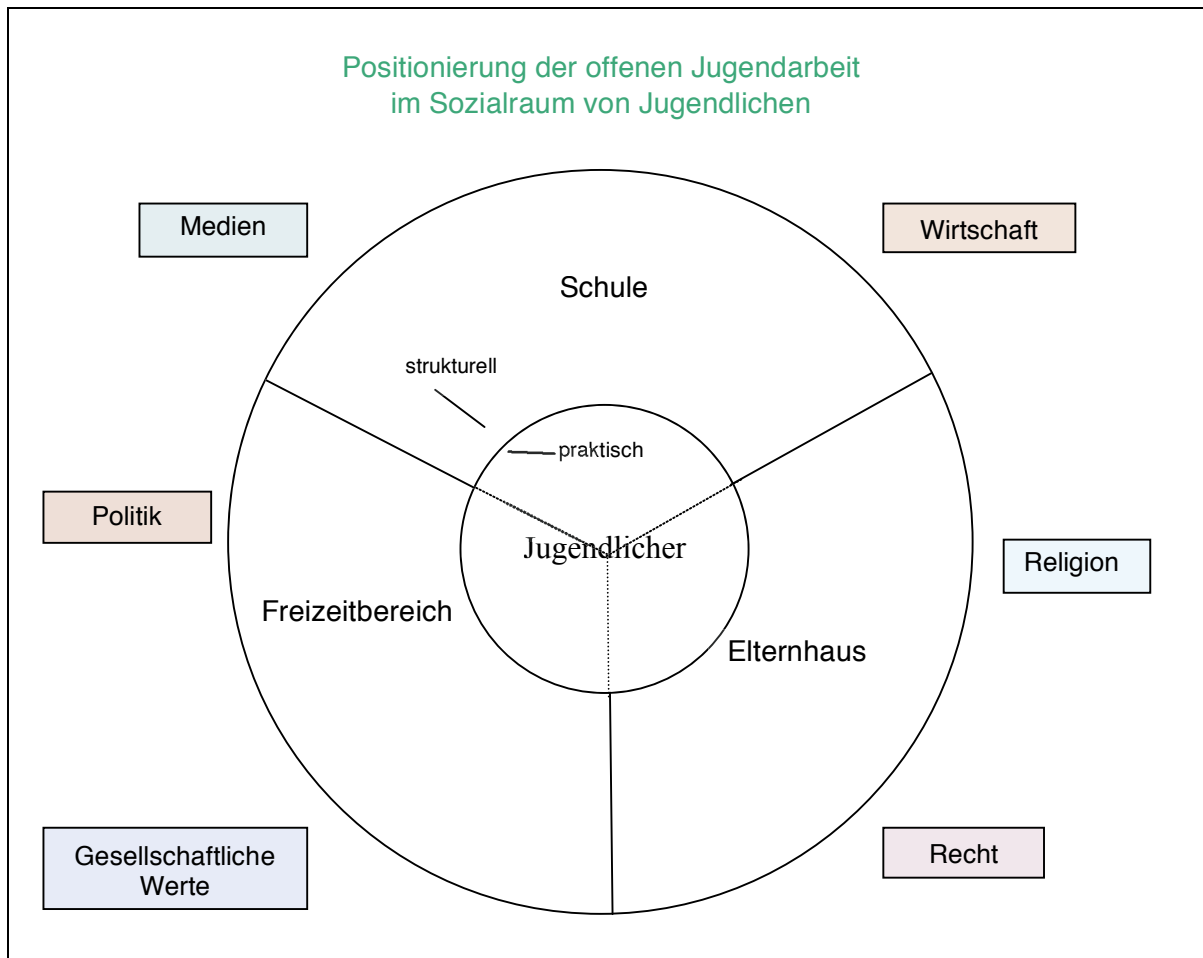 Positionierung der offenen Jugendarbeit
im Sozialraum von Jugendlichen
Medien
Wirtschaft
Schule
strukturell
praktisch
Politik
Jugendlicher
Religion
Freizeitbereich
Elternhaus
Gesellschaftliche
Werte
Recht